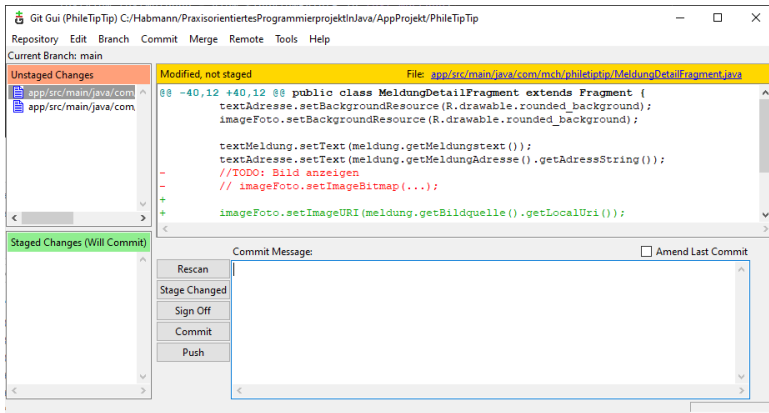 Git Gui (PhileTipTip) C:/Habmann/PraxisorientiertesProgrammierprojektInJava/AppProjekt/PhileTipTip
Repository Edit Branch Commit Merge Remote Tools Help
Current Branch: main
Unstaged Changes
app/src/main/java/com,
app/src/main/java/com,
Modified, not staged File: app/src/main/java/com/mch/philetiptip/MeldungDetailFragment.java
@@ -40,12 +40,12 @@ public class MeldungDetailFragment extends Fragment {
textAdresse.setBackgroundResource(R.drawable.rounded_background);
imageFoto.setBackgroundResource(R.drawable.rounded_background);
textMeldung.setText(meldung.getMeldungstext());
textAdresse.setText(meldung.getMeldungAdresse().getAdressString());
- //TODO: Bild anzeigen
- // imageFoto.setImageBitmap(...);
+
+ imageFoto.setImageURI(meldung.getBildquelle().getLocalUri());
Staged Changes (Will Commit)
Commit Message:
Amend Last Commit
Rescan
Stage Changed
Sign Off
Commit
Push